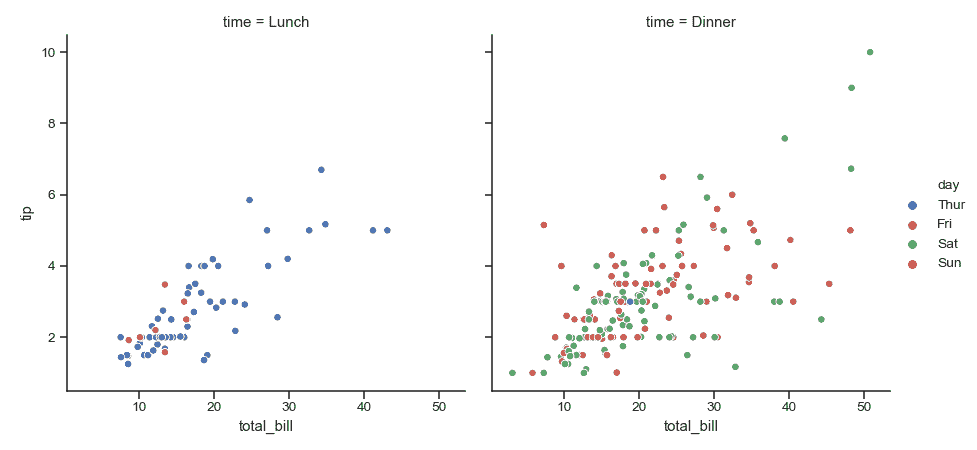 time = Lunch
time = Dinner
10
8
6
4
2
tip
10
20
30
40
50
total_bill
10
20
30
40
50
total_bill
day
Thur
Fri
Sat
Sun